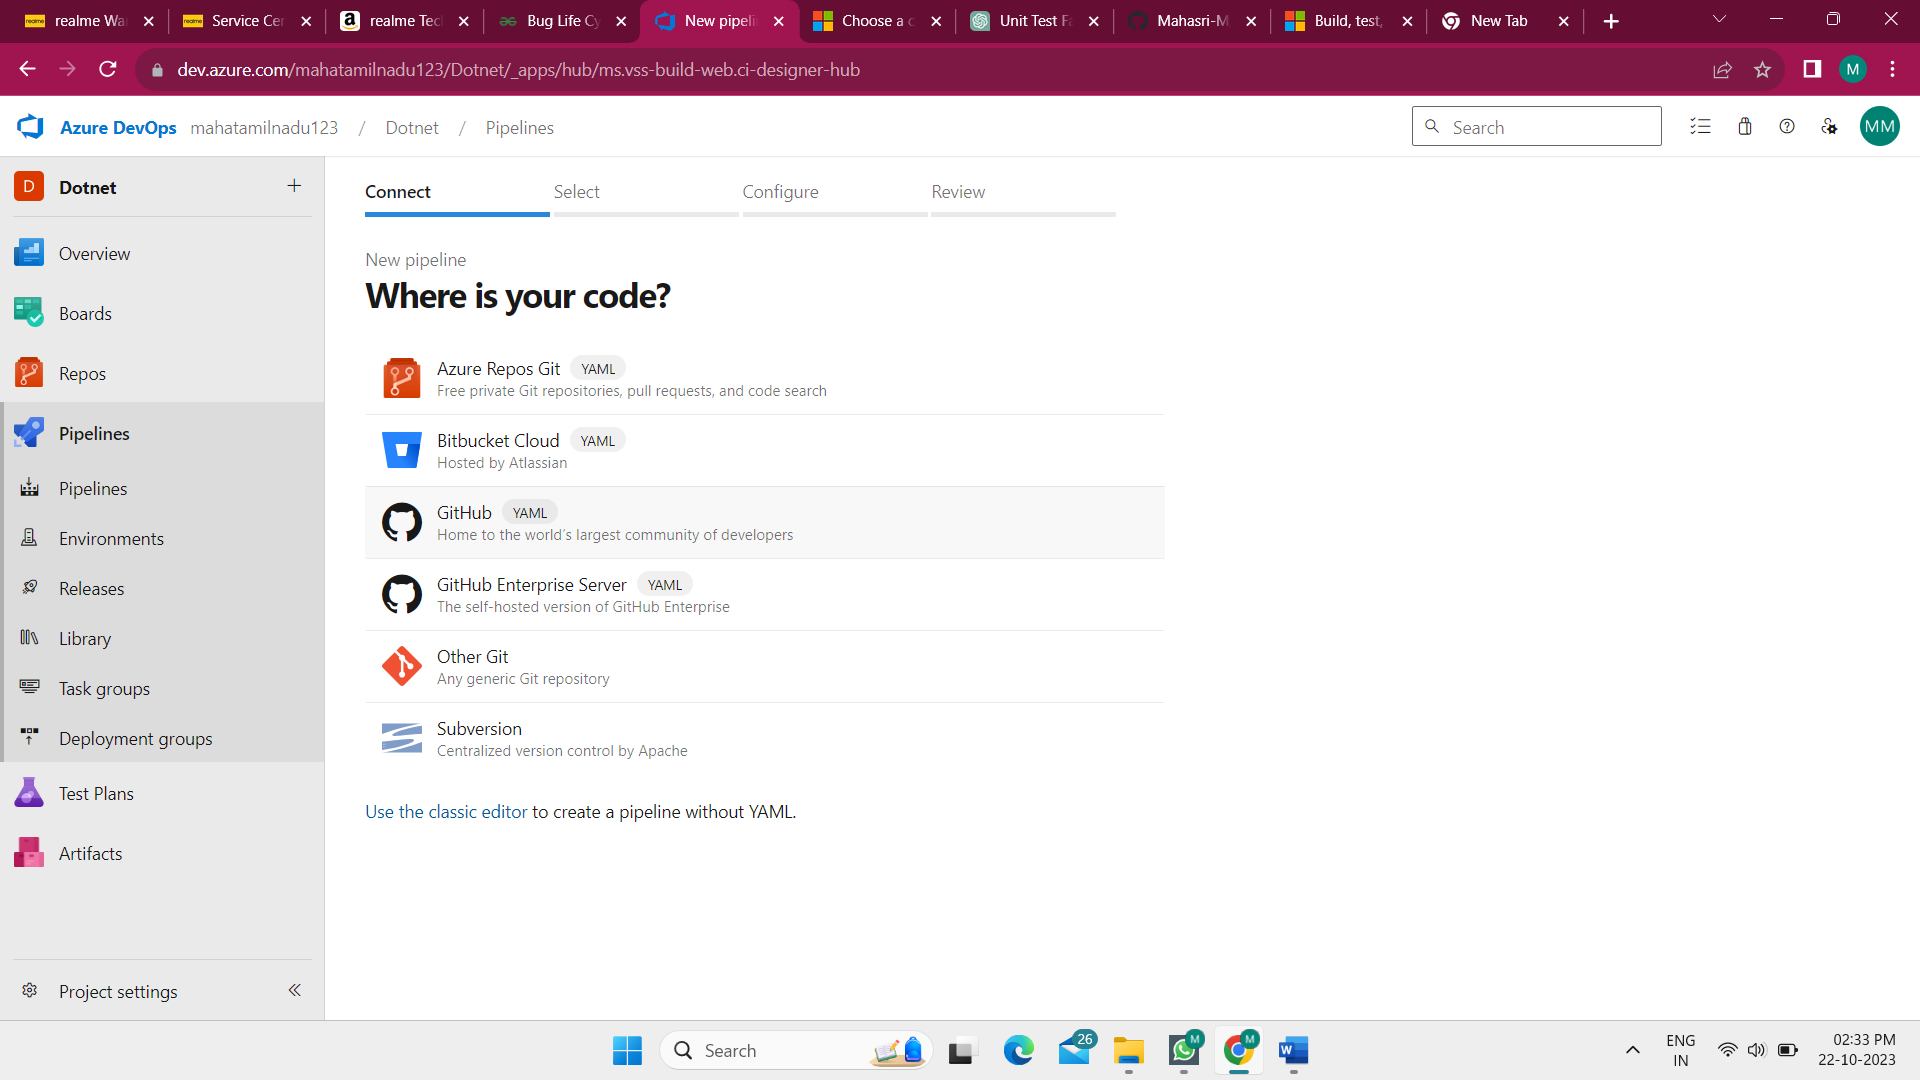 realme Wa
Service Cer
realme Tec
Bug Life Cy
New pipeli
Choose a c
Unit Test Fa
Mahasri-M
Build, test,
New Tab
dev.azure.com/mahatamilnadu123/Dotnet/_apps/hub/ms.vss-build-web.ci-designer-hub
M
Azure DevOps mahatamilnadu123 / Dotnet / Pipelines
Search
MM
D Dotnet
Overview
Boards
Repos
Pipelines
Pipelines
Environments
Releases
Library
Task groups
Deployment groups
Test Plans
Artifacts
Project settings
Connect Select Configure Review
New pipeline
Where is your code?
Azure Repos Git YAML
Free private Git repositories, pull requests, and code search
Bitbucket Cloud YAML
Hosted by Atlassian
GitHub YAML
Home to the world's largest community of developers
GitHub Enterprise Server YAML
The self-hosted version of GitHub Enterprise
Other Git
Any generic Git repository
Subversion
Centralized version control by Apache
Use the classic editor to create a pipeline without YAML.
Search
26
M
M
W
ENG
IN
02:33 PM
22-10-2023